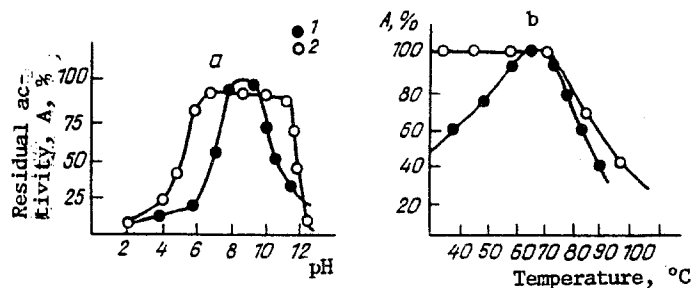 a
● 1
○ 2
Residual ac-
tivity, A, %
100
75
50
25
2 4 6 8 10 12
pH
b
A, %
100
80
60
40
20
40 50 60 70 80 90 100
Temperature, °C